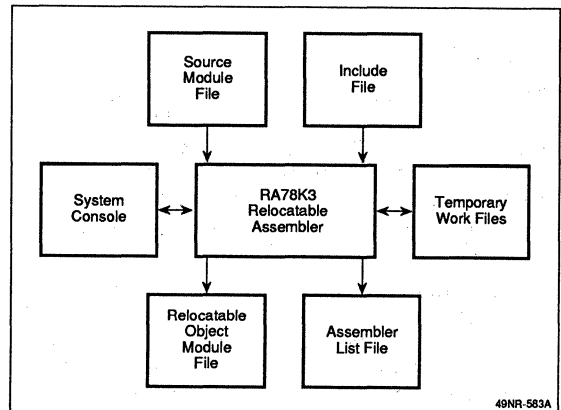 Source
Module
File
Include
File
System
Console
RA78K3
Relocatable
Assembler
Temporary
Work Files
Relocatable
Object
Module
File
Assembler
List File
49NR-583A